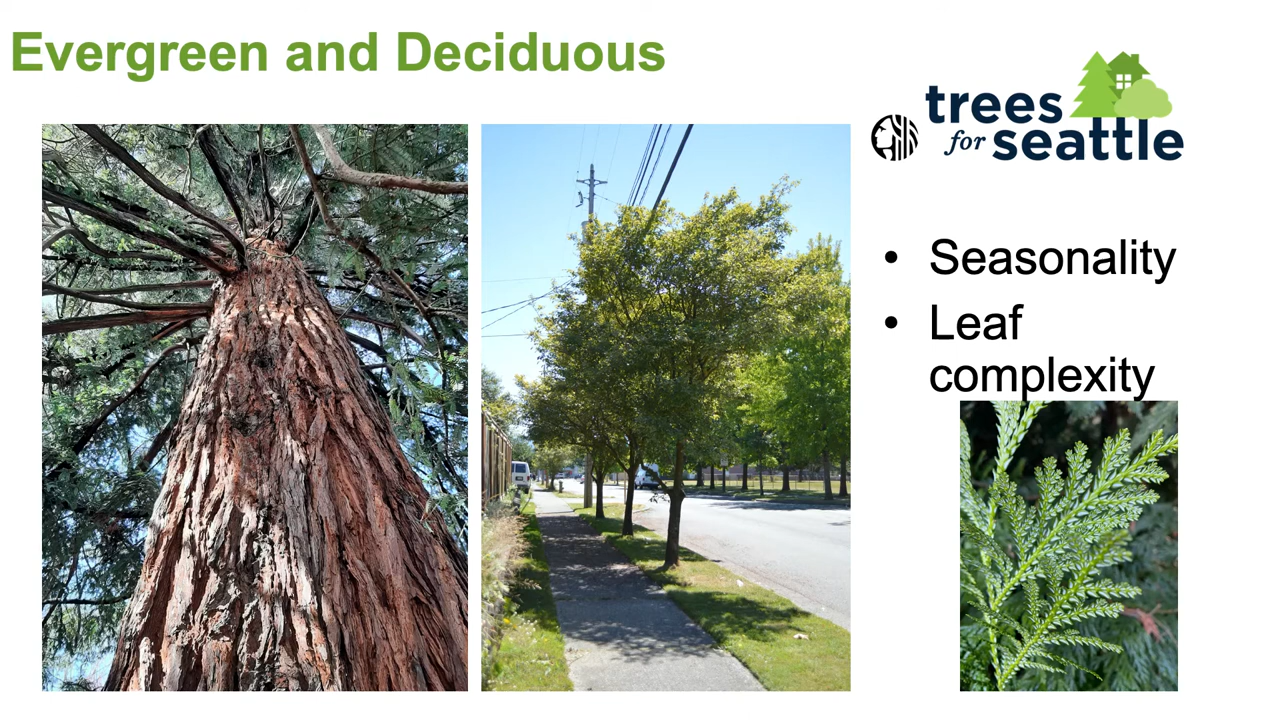 Evergreen and Deciduous
trees
for seattle
• Seasonality
• Leaf
complexity